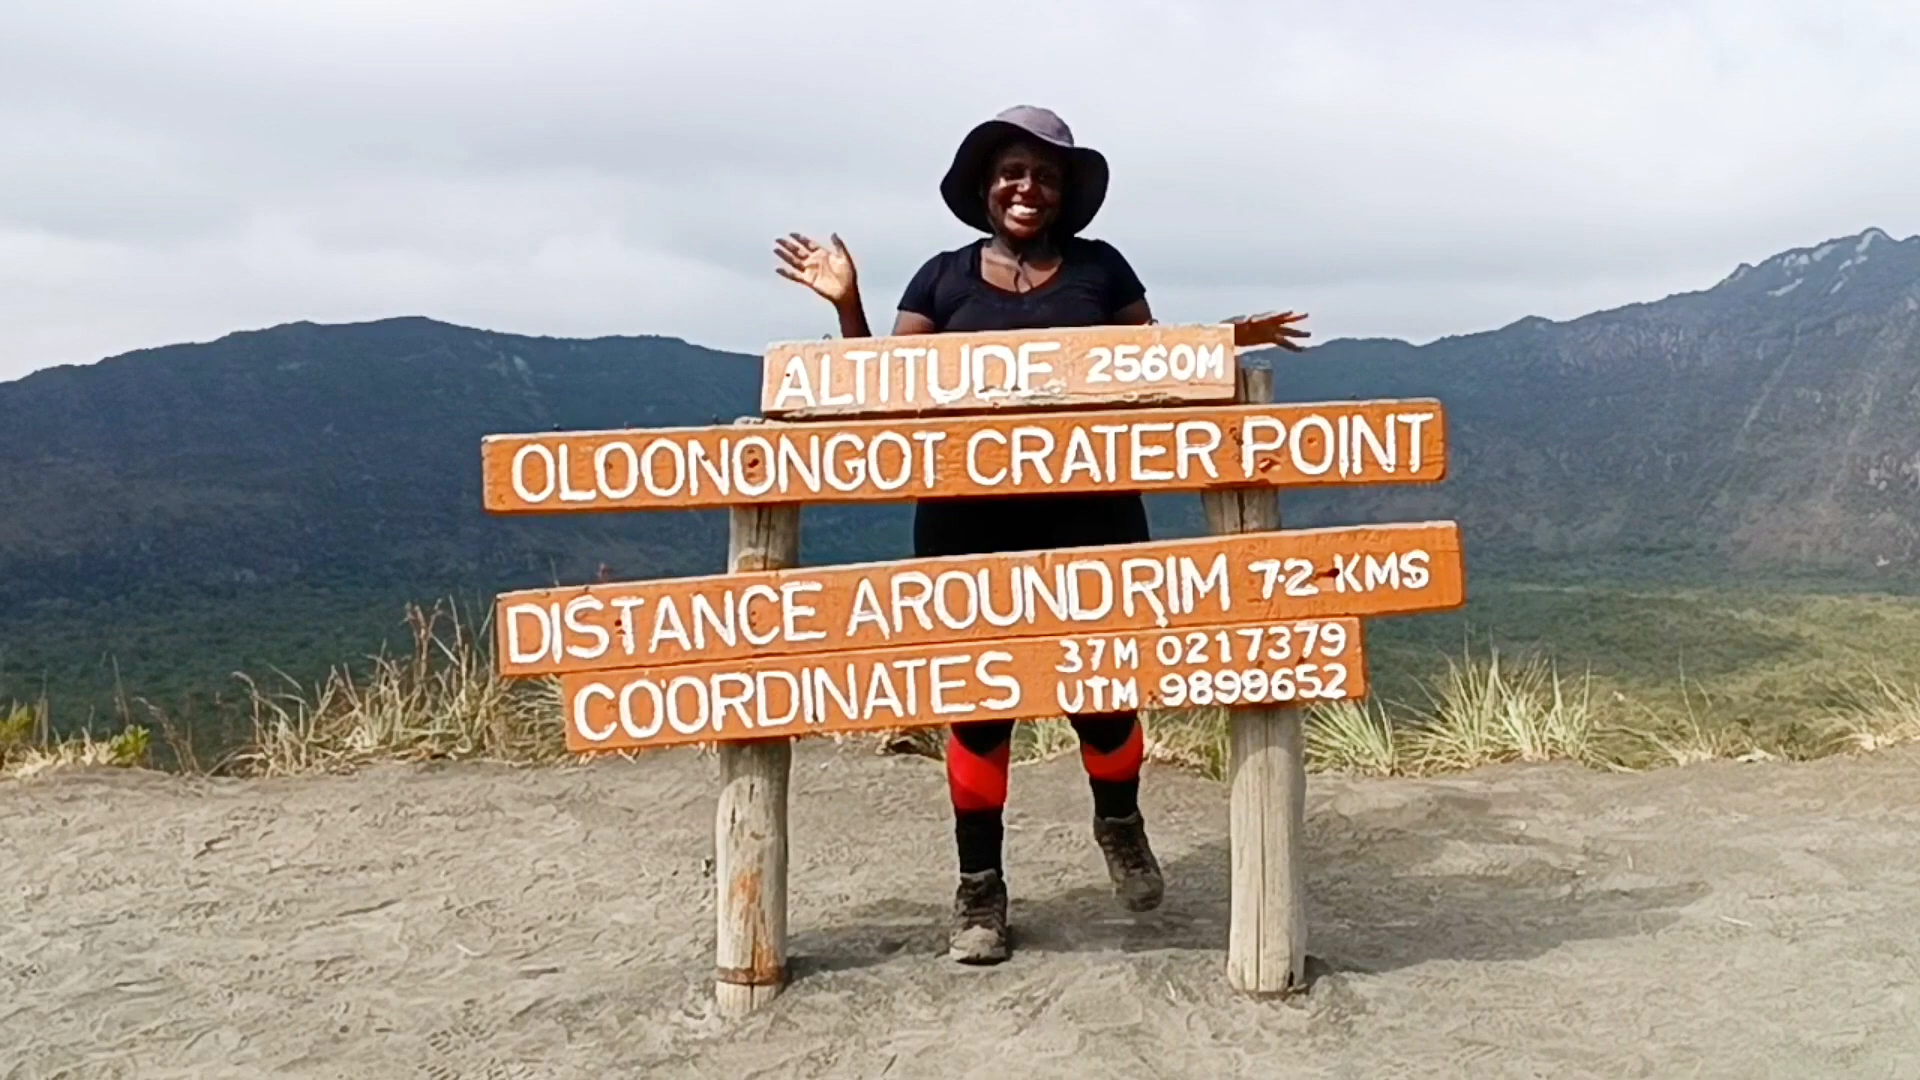 ALTITUDE 2560M
OLOONONGOT CRATER POINT
DISTANCE AROUND RIM 7.2 KMS
COORDINATES 37M 0217379
UTM 9899652